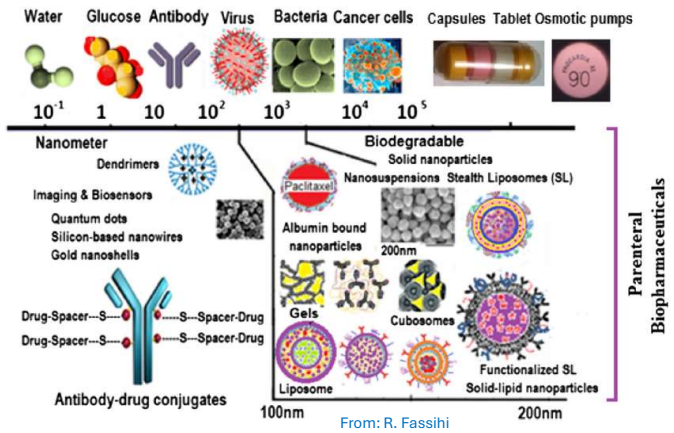 Water Glucose Antibody Virus Bacteria Cancer cells Capsules Tablet Osmotic pumps
90
10-1 1 10 102 103 104 105
Nanometer
Biodegradable
Dendrimers
Solid nanoparticles
Imaging & Biosensors
Quantum dots
Silicon-based nanowires
Gold nanoshells
Paclitaxel
Nanosuspensions Stealth Liposomes (SL)
Albumin bound
nanoparticles
200nm
Gels
Cubosomes
Drug-Spacer---S---- ---S---Spacer-Drug
Drug-Spacer---S---- ---S---Spacer-Drug
Liposome
Functionalized SL
Solid-lipid nanoparticles
Antibody-drug conjugates
100nm
200nm
Parenteral
Biopharmaceuticals
From: R. Fassihi